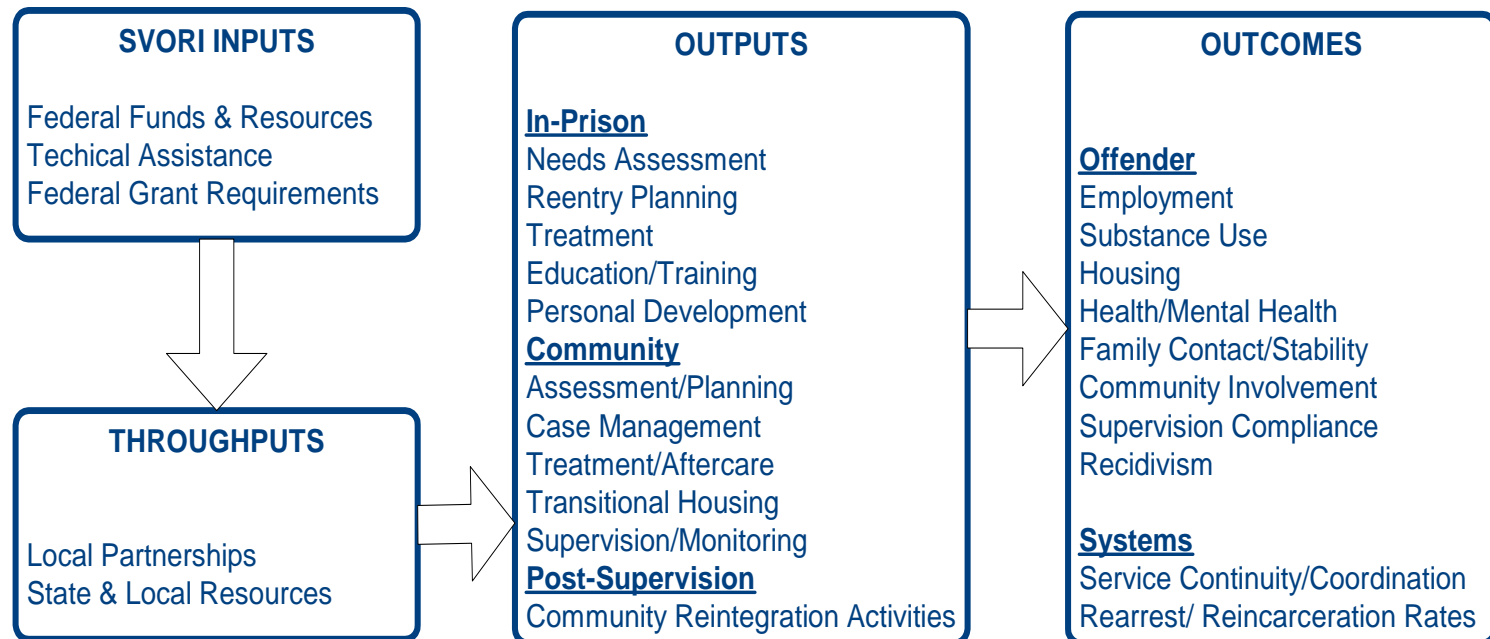 SVORI INPUTS
Federal Funds & Resources
Techical Assistance
Federal Grant Requirements
THROUGHPUTS
Local Partnerships
State & Local Resources
OUTPUTS
In-Prison
Needs Assessment
Reentry Planning
Treatment
Education/Training
Personal Development
Community
Assessment/Planning
Case Management
Treatment/Aftercare
Transitional Housing
Supervision/Monitoring
Post-Supervision
Community Reintegration Activities
OUTCOMES
Offender
Employment
Substance Use
Housing
Health/Mental Health
Family Contact/Stability
Community Involvement
Supervision Compliance
Recidivism
Systems
Service Continuity/Coordination
Rearrest/ Reincarceration Rates